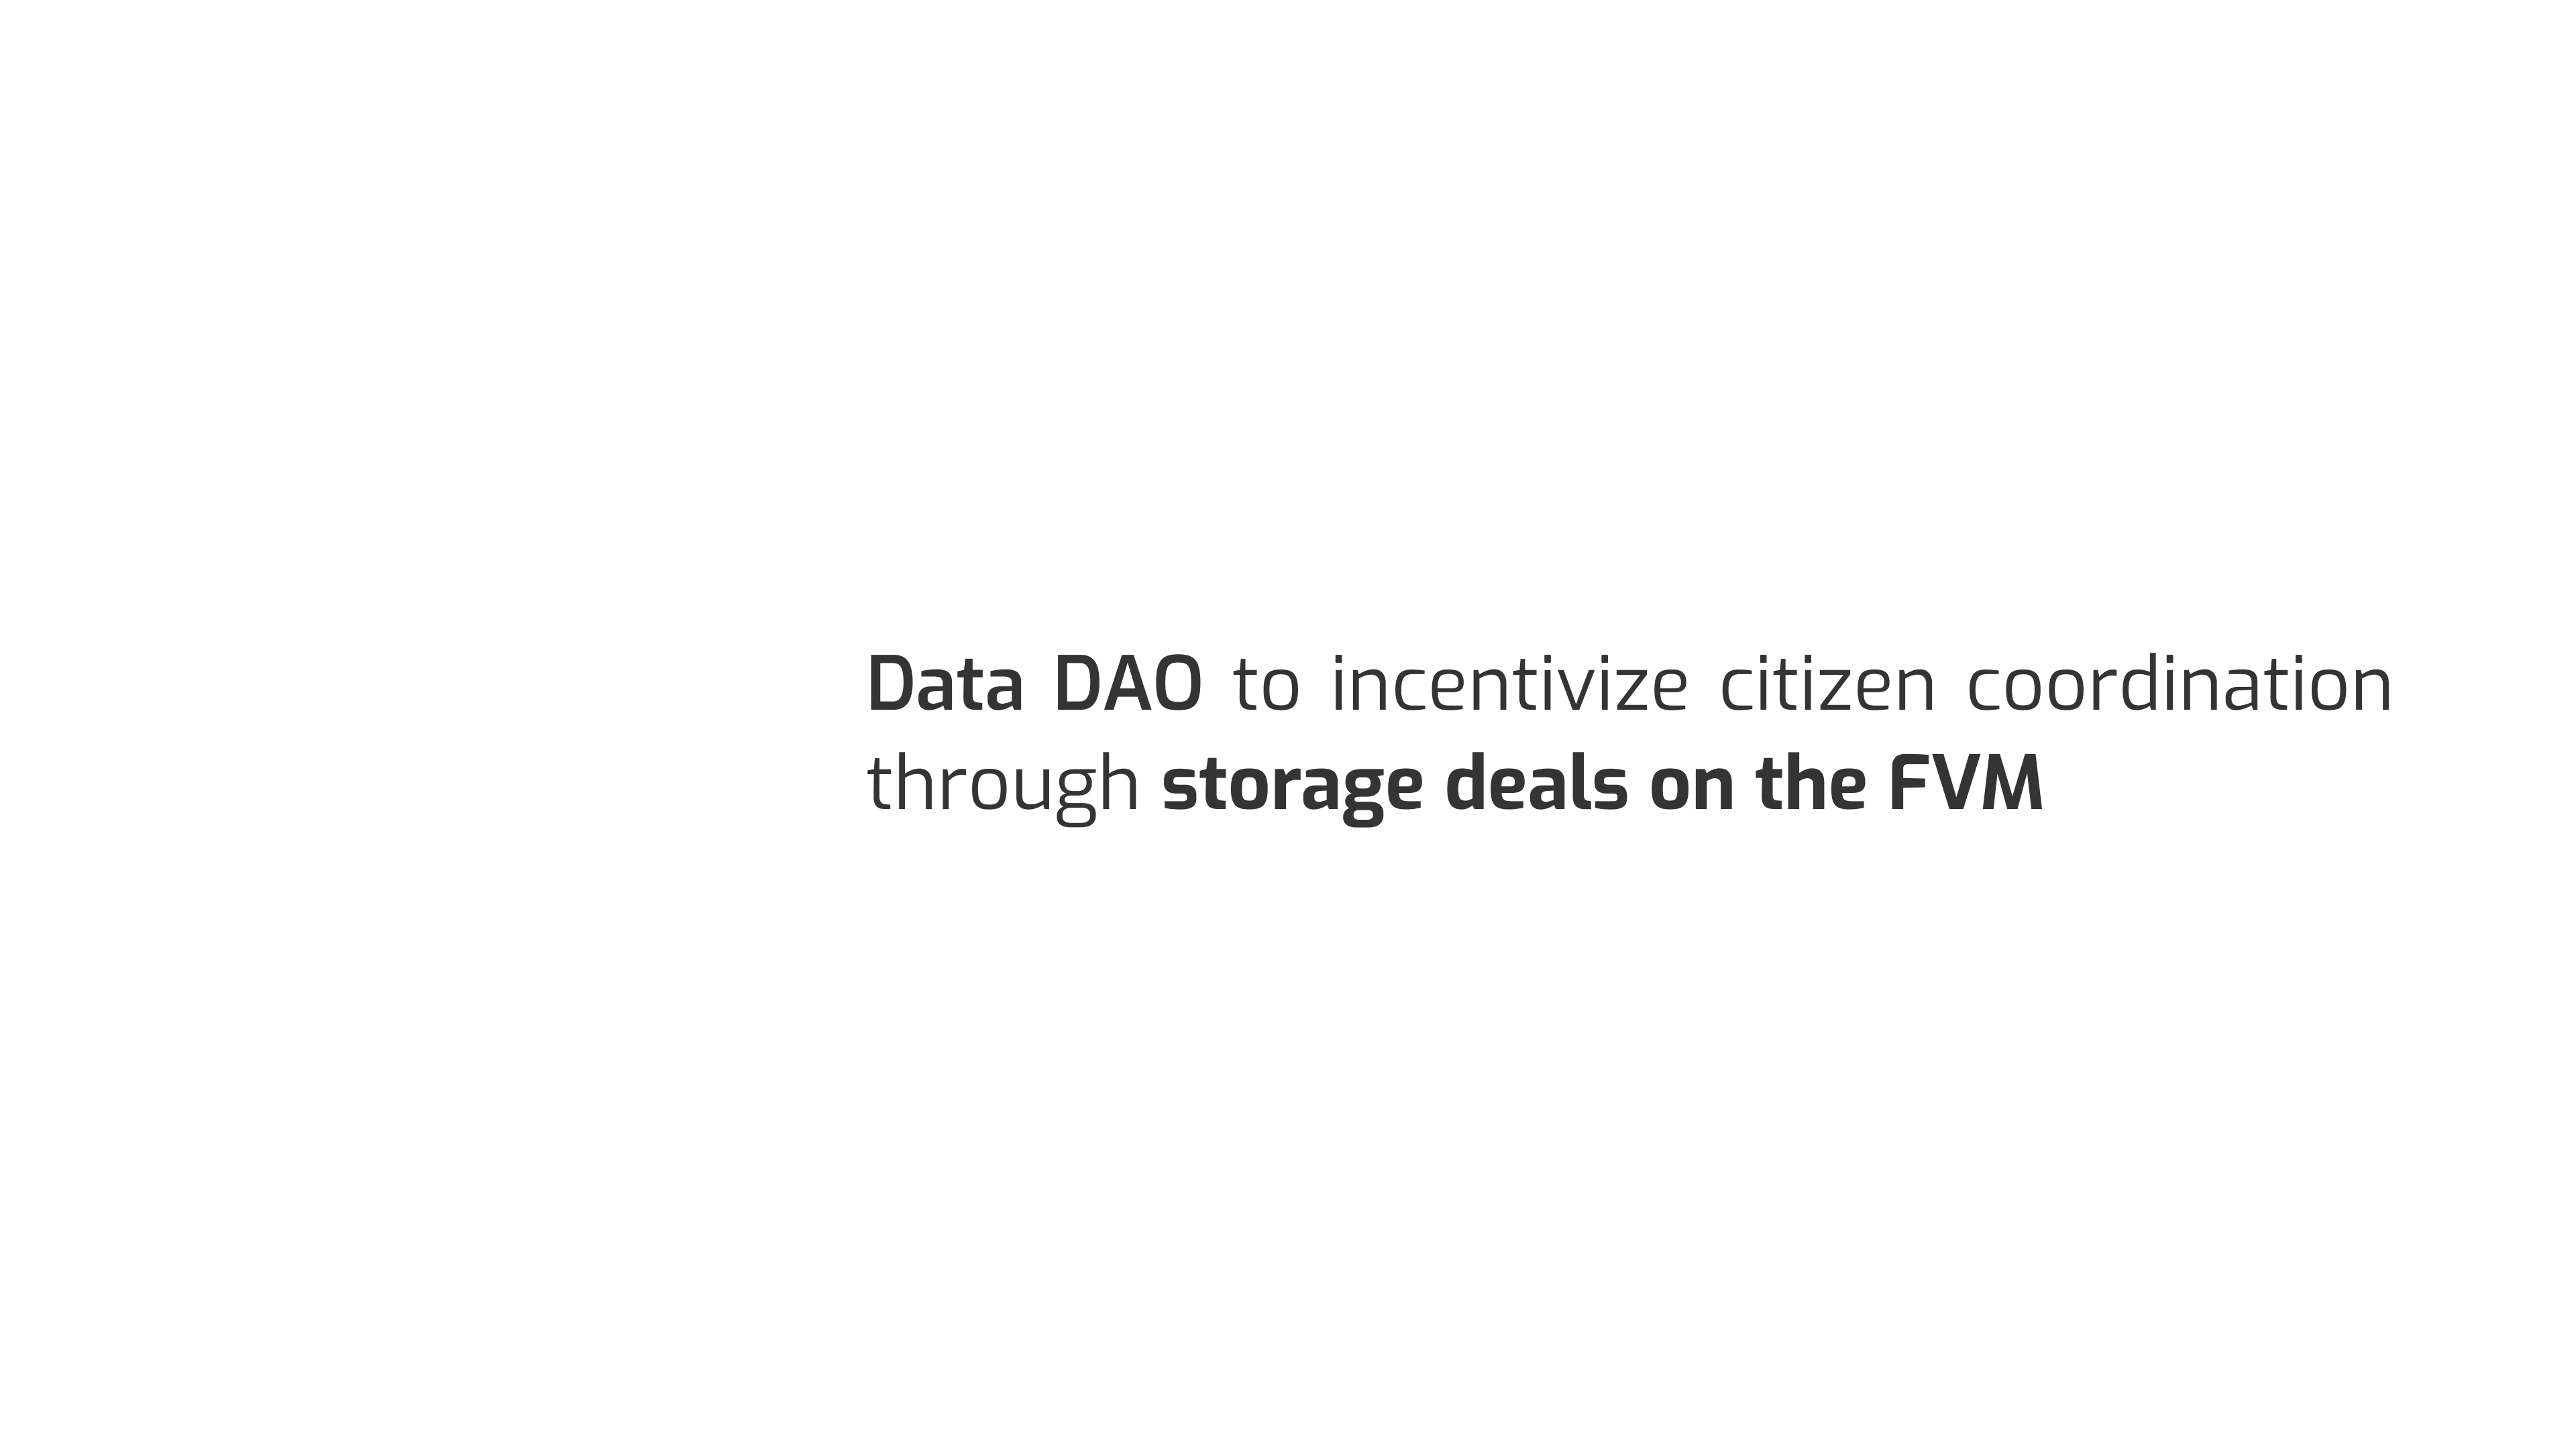 Data DAO to incentivize citizen coordination
through storage deals on the FVM